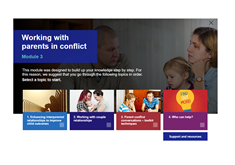 Working with
parents in conflict
Module 3
This module was designed to build up your knowledge step by step. For
this reason, we suggest that you go through the following topics in order.
Select a topic to start.
1. Enhancing interparental
relationships to improve
child outcomes
2. Working with couple
relationships
3. Parent conflict
conversations – toolkit
techniques
4. Who can help?
Support and resources